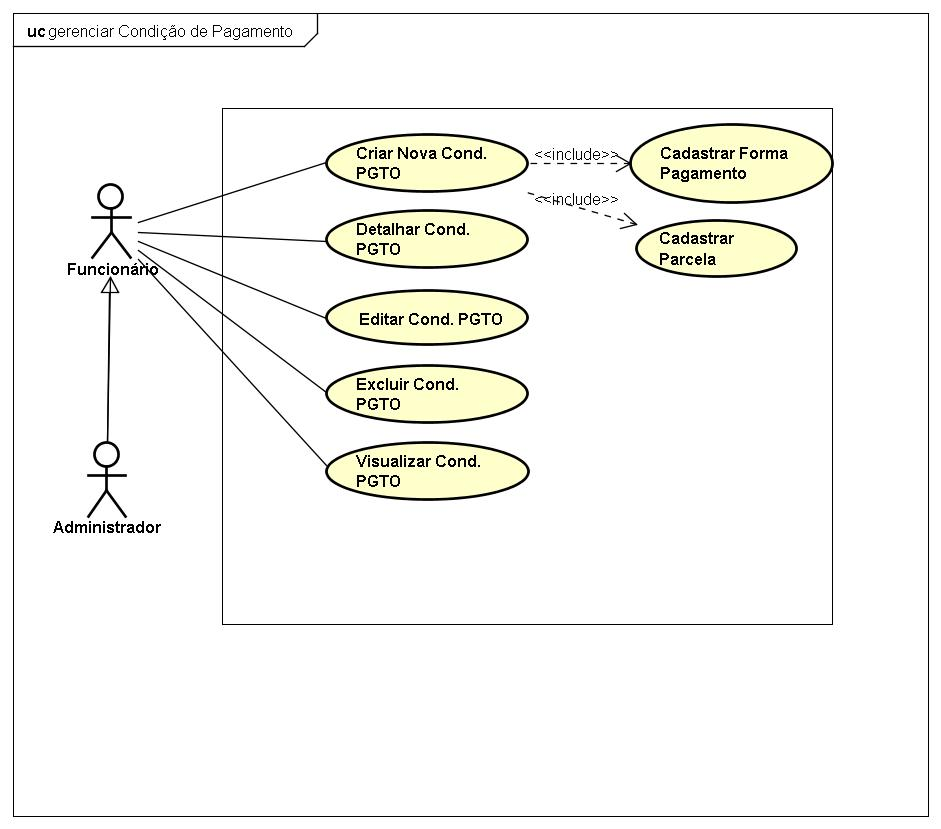 uc gerenciar Condição de Pagamento
Criar Nova Cond.
PGTO
<<include>>
Cadastrar Forma
Pagamento
<<include>>
Detalhar Cond.
PGTO
Cadastrar
Parcela
Funcionário
Editar Cond. PGTO
Excluir Cond.
PGTO
Visualizar Cond.
PGTO
Administrador